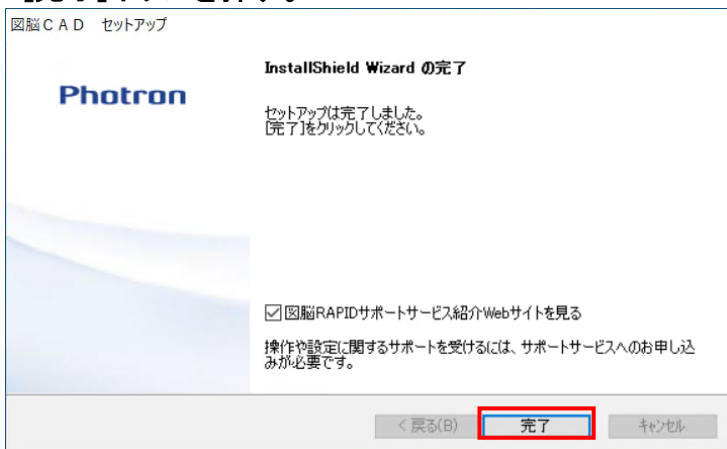 図脳ＣＡＤ セットアップ
InstallShield Wizard の完了
Photron
セットアップは完了しました。
[完了]をクリックしてください。
図脳RAPIDサポートサービス紹介Webサイトを見る
操作や設定に関するサポートを受けるには、サポートサービスへのお申し込
みが必要です。
< 戻る(B)
完了
キャンセル